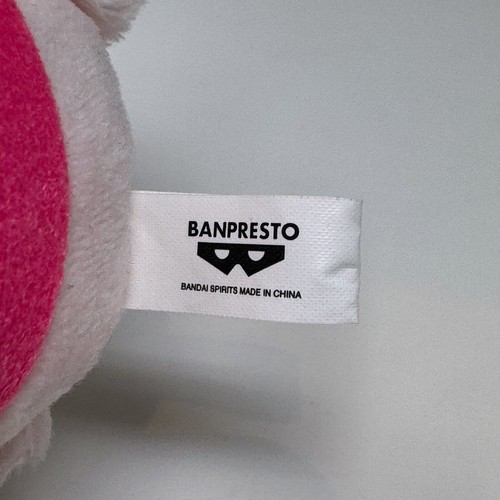 BANPRESTO
BANDAI SPIRITS MADE IN CHINA